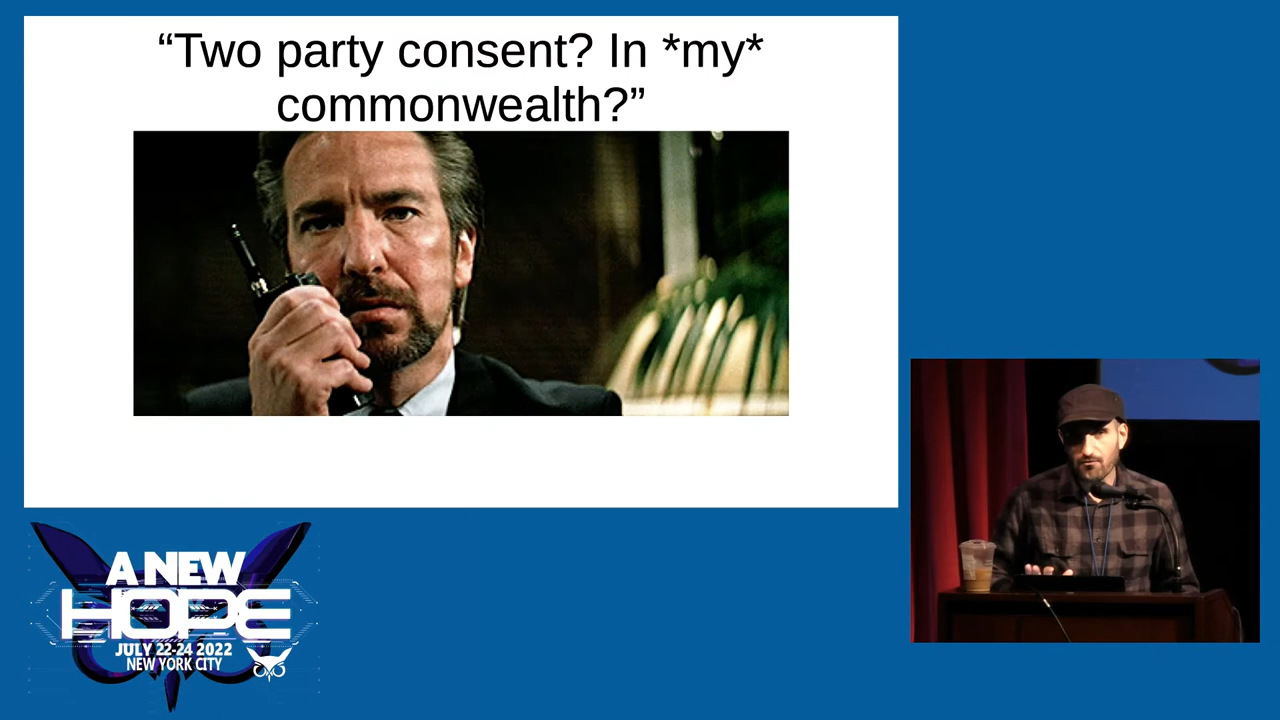 “Two party consent? In *my*
commonwealth?”
A NEW
HOPE
JULY 22-24 2022
NEW YORK CITY